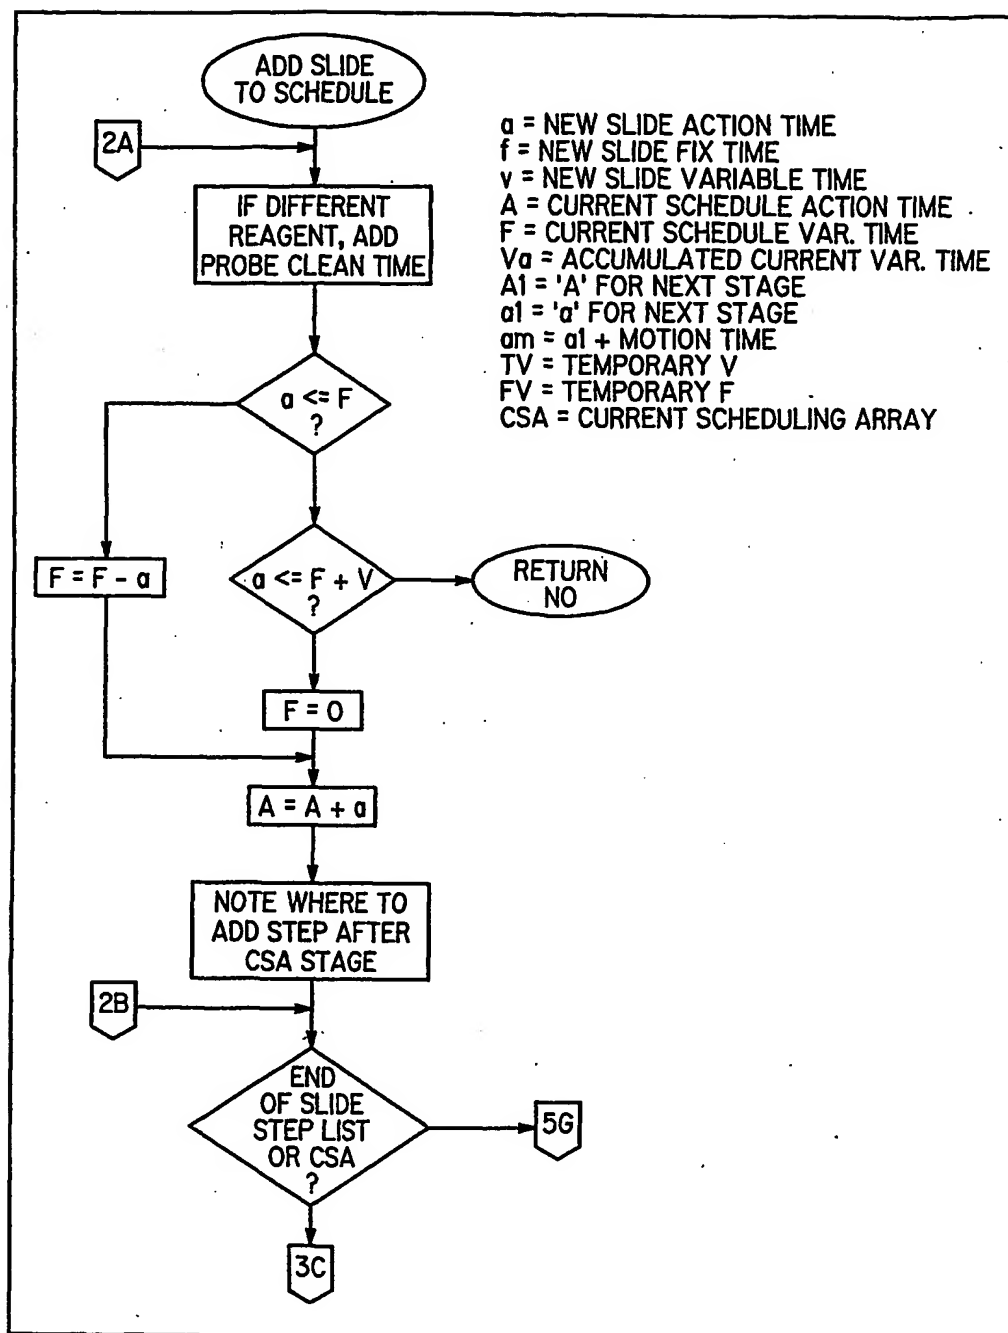 ADD SLIDE
TO SCHEDULE
2A
a = NEW SLIDE ACTION TIME
f = NEW SLIDE FIX TIME
v = NEW SLIDE VARIABLE TIME
A = CURRENT SCHEDULE ACTION TIME
F = CURRENT SCHEDULE VAR. TIME
Va = ACCUMULATED CURRENT VAR. TIME
A1 = 'A' FOR NEXT STAGE
a1 = 'a' FOR NEXT STAGE
am = a1 + MOTION TIME
TV = TEMPORARY V
FV = TEMPORARY F
CSA = CURRENT SCHEDULING ARRAY
IF DIFFERENT
REAGENT, ADD
PROBE CLEAN TIME
a <= F
?
F = F - a
a <= F + V
?
RETURN
NO
F = 0
A = A + a
NOTE WHERE TO
ADD STEP AFTER
CSA STAGE
2B
END
OF SLIDE
STEP LIST
OR CSA
?
5G
3C